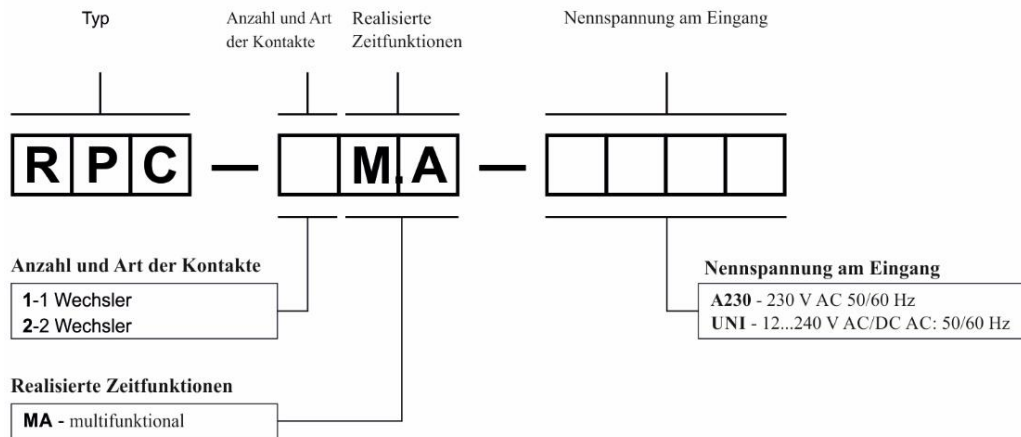 Typ
Anzahl und Art
der Kontakte
Realisierte
Zeitfunktionen
Nennspannung am Eingang
RPC — M.A —
Anzahl und Art der Kontakte
1-1 Wechsler
2-2 Wechsler
Nennspannung am Eingang
A230 - 230 V AC 50/60 Hz
UNI - 12...240 V AC/DC AC: 50/60 Hz
Realisierte Zeitfunktionen
MA - multifunktional